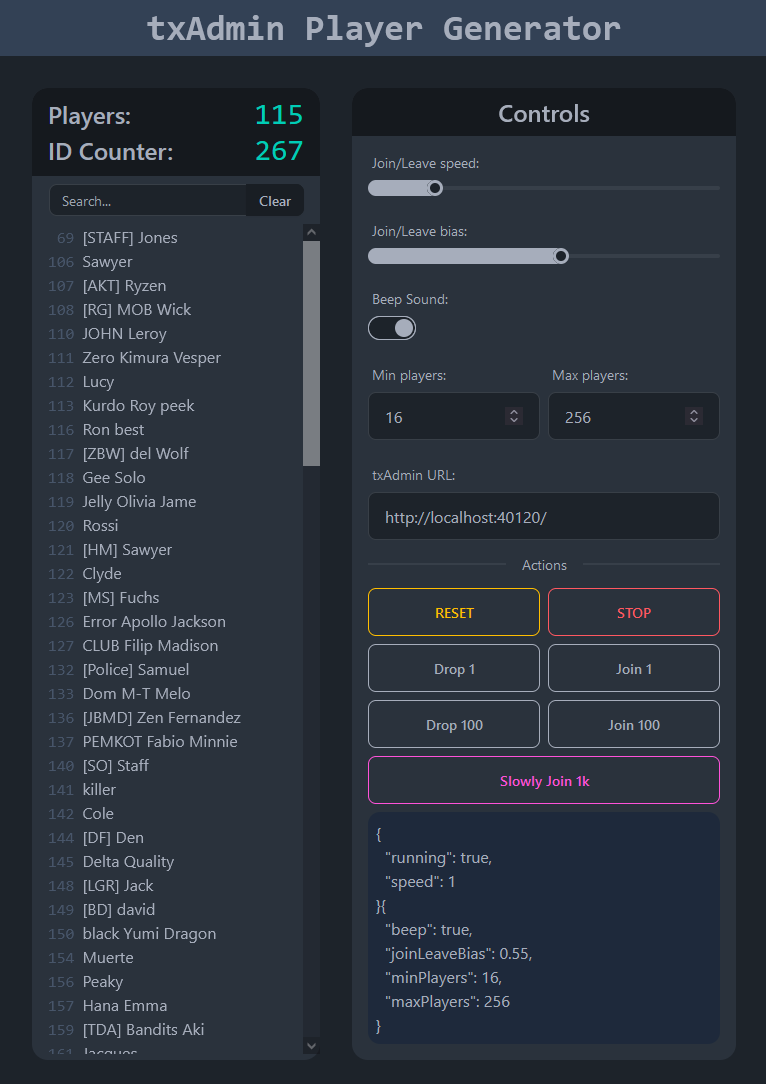 txAdmin Player Generator
Players: 115
ID Counter: 267
Search... Clear
69 [STAFF] Jones
106 Sawyer
107 [AKT] Ryzen
108 [RG] MOB Wick
110 JOHN Leroy
111 Zero Kimura Vesper
112 Lucy
113 Kurdo Roy peek
116 Ron best
117 [ZBW] del Wolf
118 Gee Solo
119 Jelly Olivia Jame
120 Rossi
121 [HM] Sawyer
122 Clyde
123 [MS] Fuchs
126 Error Apollo Jackson
127 CLUB Filip Madison
132 [Police] Samuel
133 Dom M-T Melo
136 [JBMD] Zen Fernandez
137 PEMKOT Fabio Minnie
140 [SO] Staff
141 killer
142 Cole
144 [DF] Den
145 Delta Quality
148 [LGR] Jack
149 [BD] david
150 black Yumi Dragon
154 Muerte
156 Peaky
157 Hana Emma
159 [TDA] Bandits Aki
161 Jacques
Controls
Join/Leave speed:
Join/Leave bias:
Beep Sound:
Min players: Max players:
16 256
txAdmin URL:
http://localhost:40120/
Actions
RESET STOP
Drop 1 Join 1
Drop 100 Join 100
Slowly Join 1k
{
"running": true,
"speed": 1
}{
"beep": true,
"joinLeaveBias": 0.55,
"minPlayers": 16,
"maxPlayers": 256
}